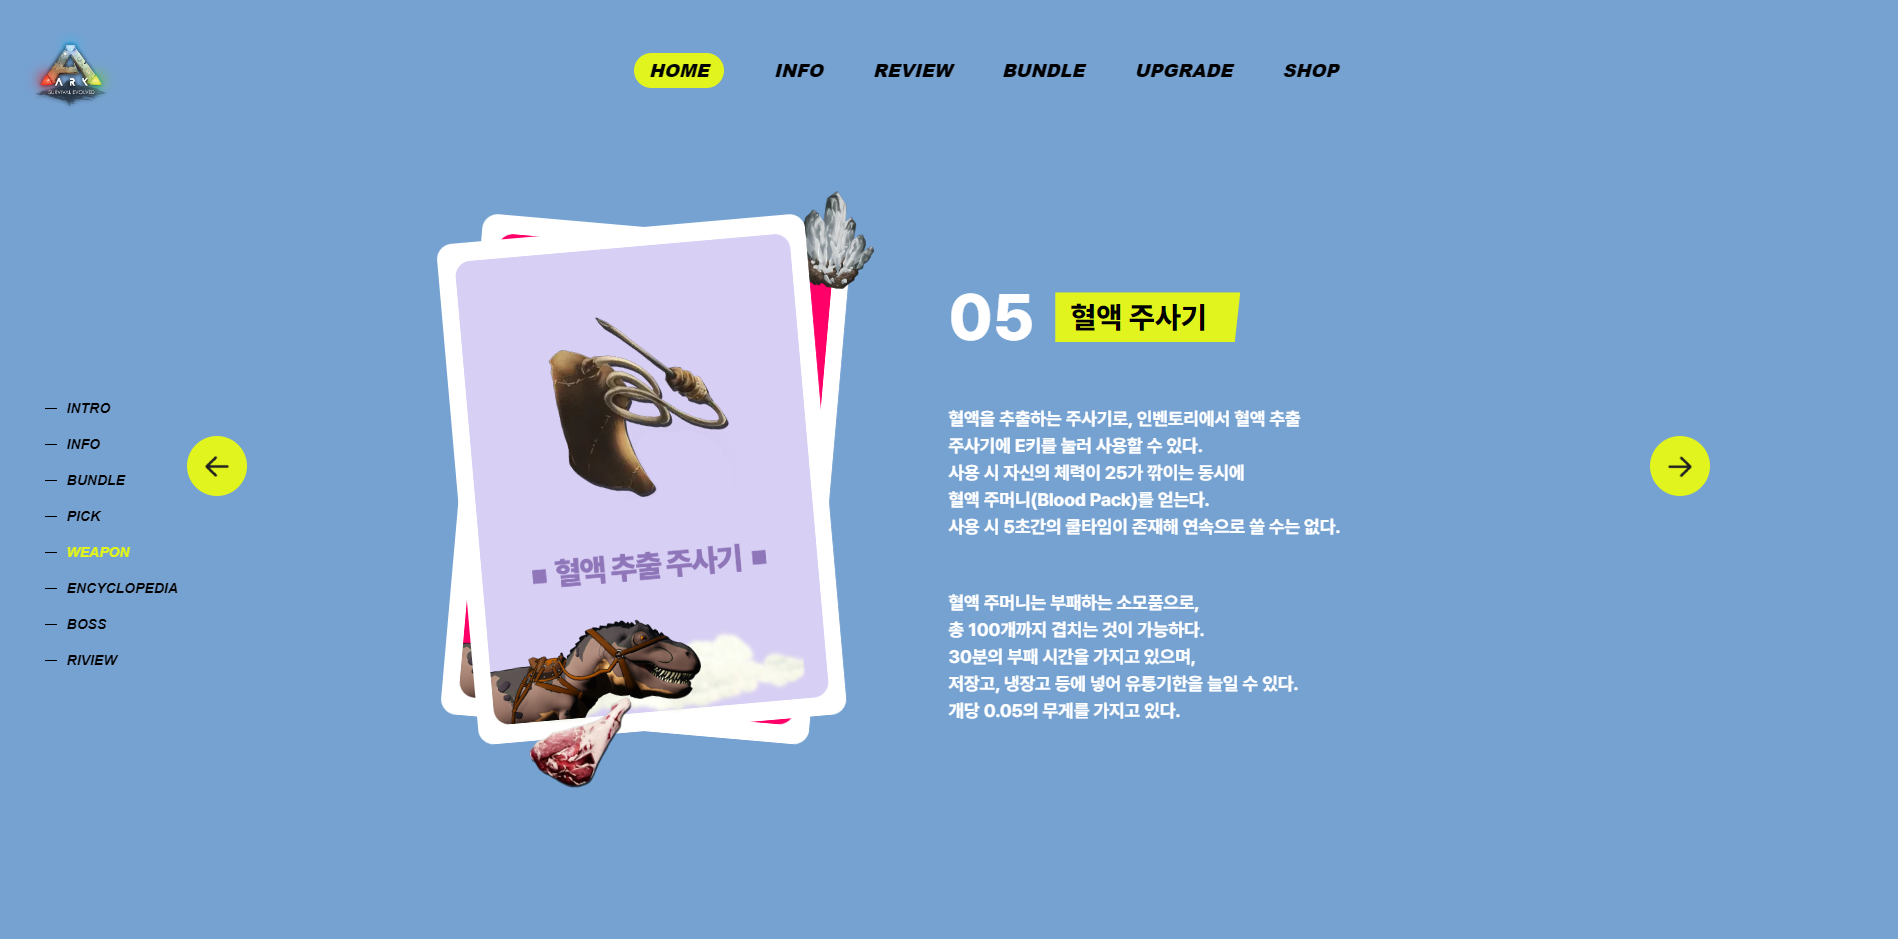 ARK
SURVIVAL EVOLVED
HOME
INFO
REVIEW
BUNDLE
UPGRADE
SHOP
INTRO
INFO
BUNDLE
PICK
WEAPON
ENCYCLOPEDIA
BOSS
RIVIEW
■ 혈액 추출 주사기 ■
05 혈액 주사기
혈액을 추출하는 주사기로, 인벤토리에서 혈액 추출
주사기에 E키를 눌러 사용할 수 있다.
사용 시 자신의 체력이 25가 깎이는 동시에
혈액 주머니(Blood Pack)를 얻는다.
사용 시 5초간의 쿨타임이 존재해 연속으로 쓸 수는 없다.
혈액 주머니는 부패하는 소모품으로,
총 100개까지 겹치는 것이 가능하다.
30분의 부패 시간을 가지고 있으며,
저장고, 냉장고 등에 넣어 유통기한을 늘일 수 있다.
개당 0.05의 무게를 가지고 있다.